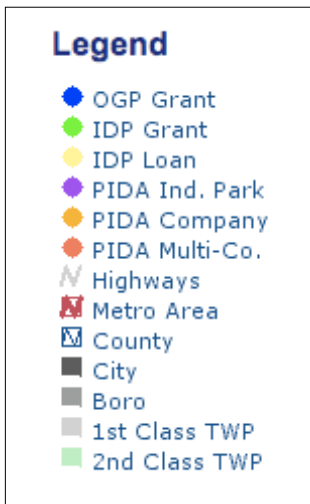 Legend
OGP Grant
IDP Grant
IDP Loan
PIDA Ind. Park
PIDA Company
PIDA Multi-Co.
Highways
Metro Area
County
City
Boro
1st Class TWP
2nd Class TWP